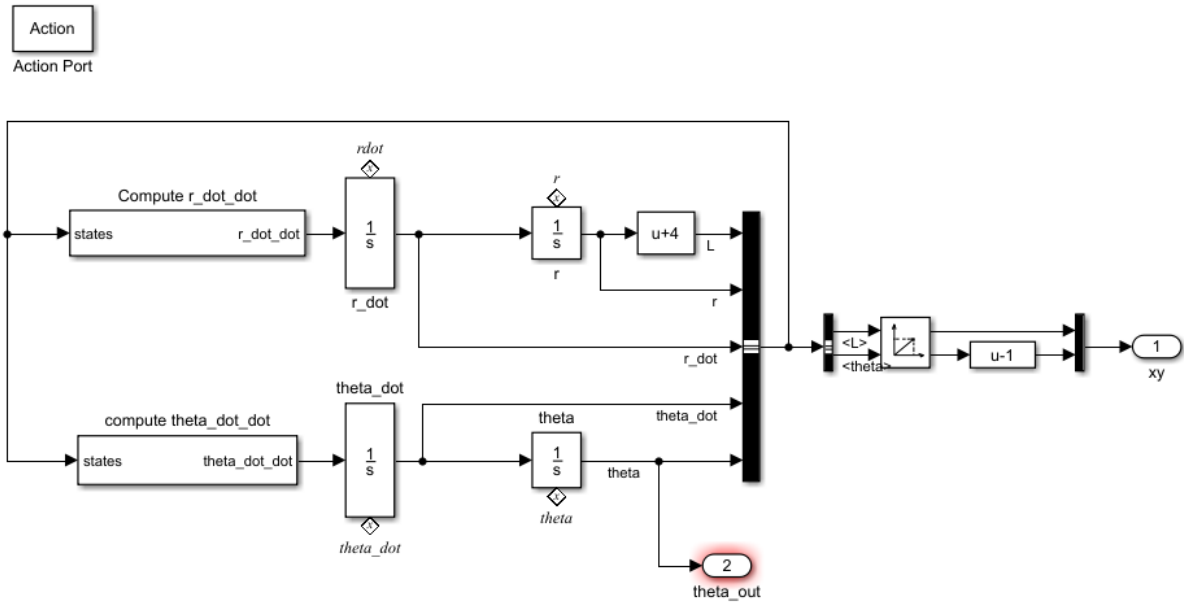 Action
Action Port
rdot
x
Compute r_dot_dot
states
r_dot_dot
1
s
r_dot
r
x
1
s
r
u+4
L
r
r_dot
<L>
<theta>
u-1
1
xy
theta_dot
compute theta_dot_dot
states
theta_dot_dot
1
s
x
theta_dot
theta_dot
theta
1
s
x
theta
theta
2
theta_out